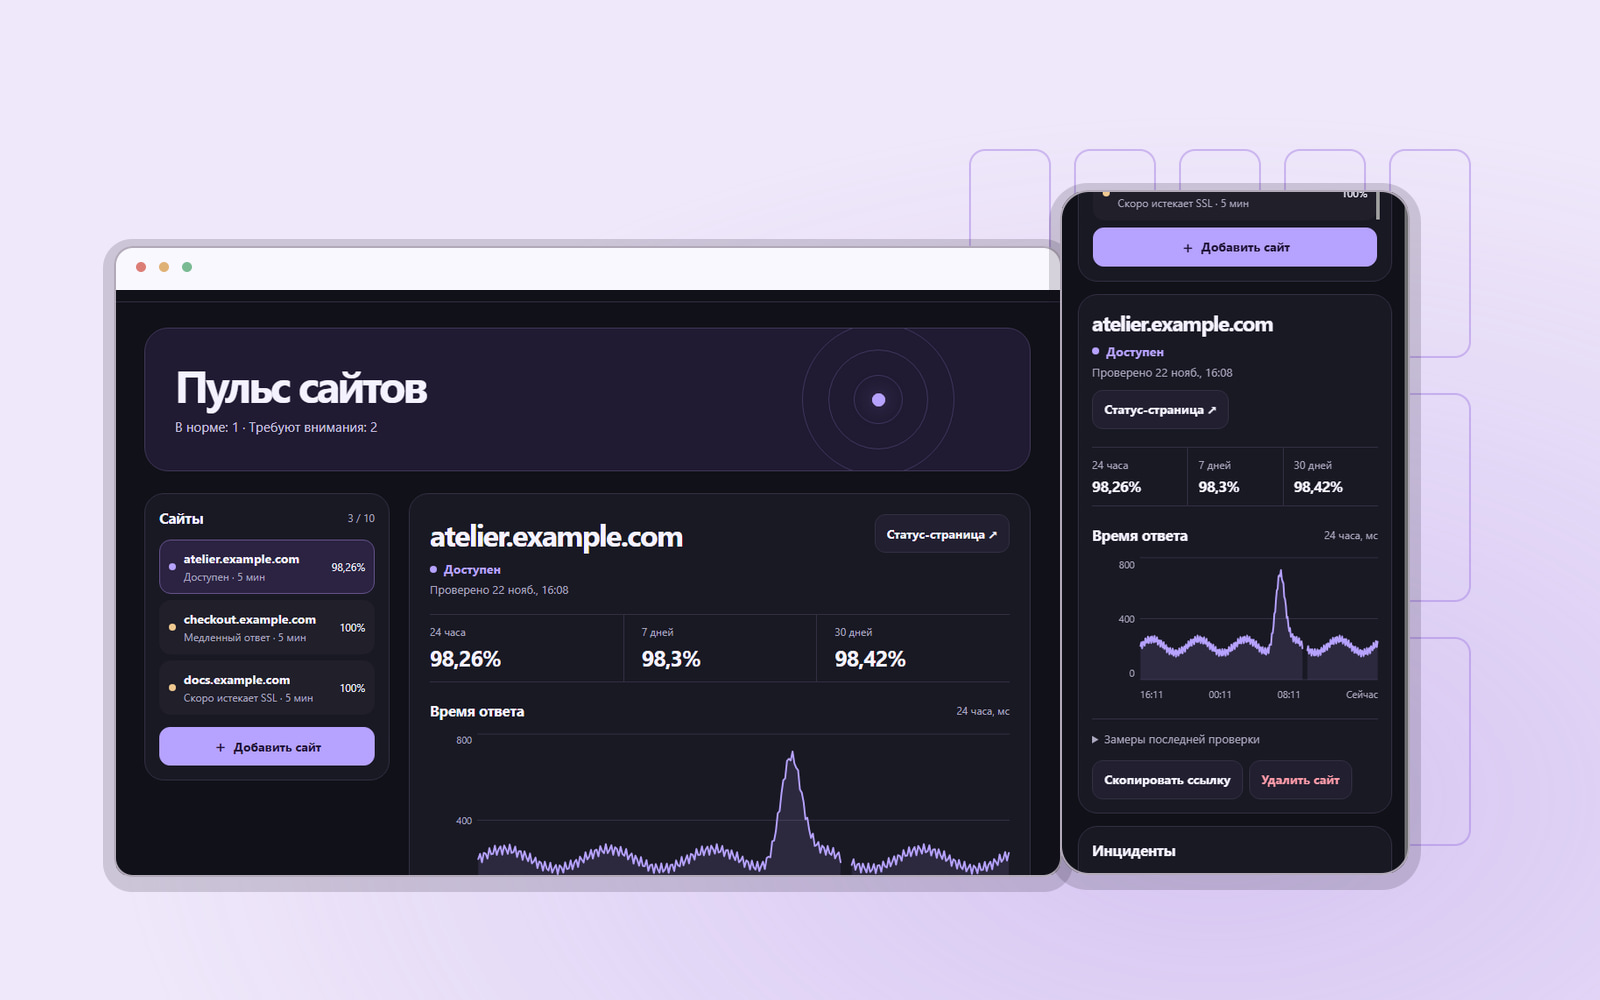 Пульс сайтов
В норме: 1 · Требуют внимания: 2
Сайты
3 / 10
atelier.example.com
Доступен · 5 мин
98,26%
checkout.example.com
Медленный ответ · 5 мин
100%
docs.example.com
Скоро истекает SSL · 5 мин
100%
+ Добавить сайт
atelier.example.com
Статус-страница ↗
Доступен
Проверено 22 нояб., 16:08
24 часа
98,26%
7 дней
98,3%
30 дней
98,42%
Время ответа
24 часа, мс
800
400
100%
Скоро истекает SSL · 5 мин
+ Добавить сайт
atelier.example.com
Доступен
Проверено 22 нояб., 16:08
Статус-страница ↗
24 часа
98,26%
7 дней
98,3%
30 дней
98,42%
Время ответа
24 часа, мс
800
400
0
16:11
00:11
08:11
Сейчас
Замеры последней проверки
Скопировать ссылку
Удалить сайт
Инциденты